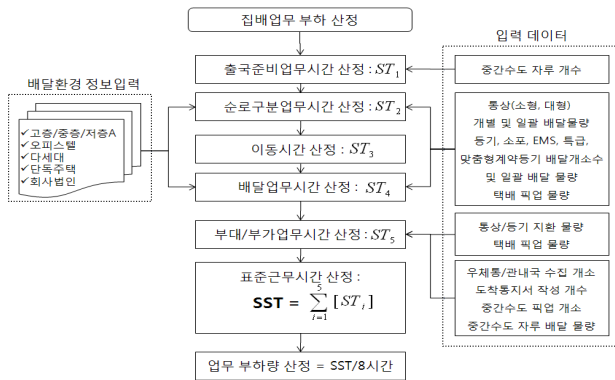 집배업무 부하 산정
출국준비업무시간 산정 : ST1
순로구분업무시간 산정 : ST2
이동시간 산정 : ST3
배달업무시간 산정 : ST4
부대/부가업무시간 산정 : ST5
표준근무시간 산정 :
SST = 5 ∑ i=1 [ STi ]
업무 부하량 산정 = SST/8시간
배달환경 정보입력
✓고층/중층/저층A
✓오피스텔
✓다세대
✓단독주택
✓회사법인
입력 데이터
중간수도 자루 개수
통상(소형, 대형)
개별 및 일괄 배달물량
등기, 소포, EMS, 특급,
맞춤형계약등기 배달개소수
및 일괄 배달 물량
택배 픽업 물량
통상/등기 지환 물량
택배 픽업 물량
우체통/관내국 수집 개소
도착통지서 작성 개수
중간수도 픽업 개소
중간수도 자루 배달 물량